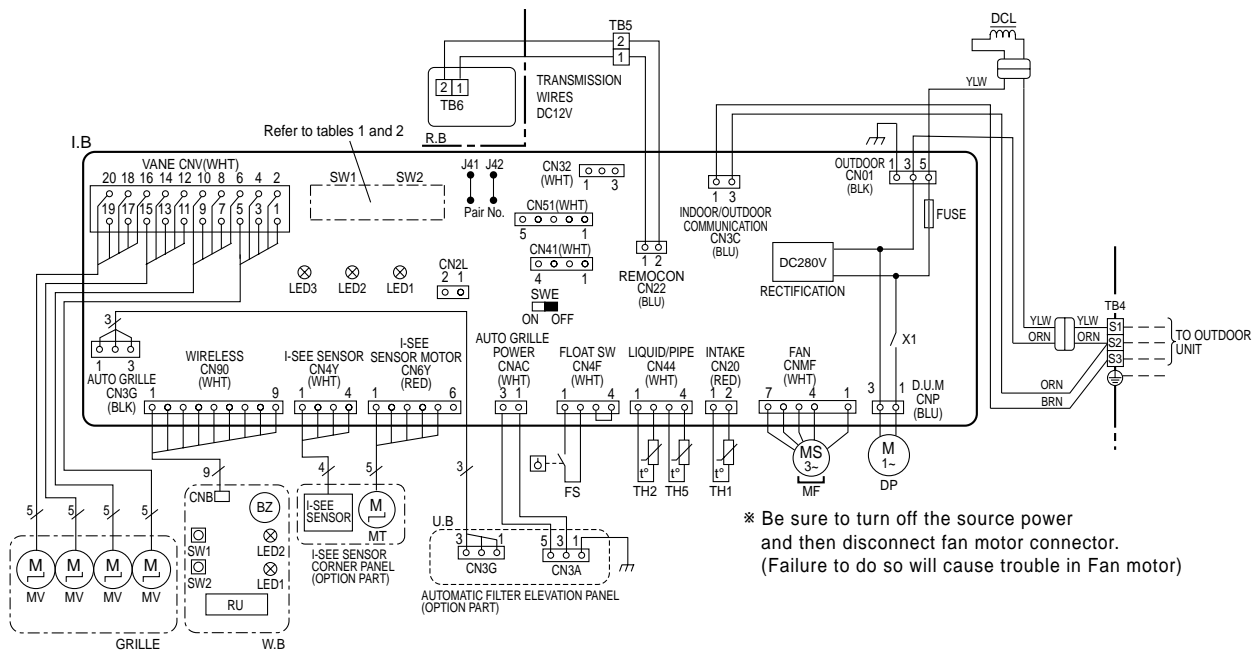 DCL
TB5
2
1
YLW
2 1
TB6
TRANSMISSION
WIRES
DC12V
R.B
Refer to tables 1 and 2
I.B
VANE CNV(WHT)
20 18 16 14 12 10 8 6 4 2
19 17 15 13 11 9 7 5 3 1
SW1 SW2
J41 J42
Pair No.
CN32
(WHT)
1 3
CN51(WHT)
5 1
CN41(WHT)
4 1
SWE
ON OFF
1 3
INDOOR/OUTDOOR
COMMUNICATION
CN3C
(BLU)
1 2
REMOCON
CN22
(BLU)
OUTDOOR
CN01
(BLK)
1 3 5
FUSE
DC280V
RECTIFICATION
X1
LED3 LED2 LED1
CN2L
2 1
TB4
YLW YLW S1
ORN ORN S2
S3
TO OUTDOOR
UNIT
ORN
BRN
3
1 3
AUTO GRILLE
CN3G
(BLK)
WIRELESS
CN90
(WHT)
1 9
I-SEE SENSOR
CN4Y
(WHT)
1 4
I-SEE
SENSOR MOTOR
CN6Y
(RED)
1 6
AUTO GRILLE
POWER
CNAC
(WHT)
3 1
FLOAT SW
CN4F
(WHT)
1 4
LIQUID/PIPE
CN44
(WHT)
1 4
INTAKE
CN20
(RED)
1 2
FAN
CNMF
(WHT)
7 4 1
3 1
D.U.M
CNP
(BLU)
9
4
5
3
FS
t°
TH2
t°
TH5
t°
TH1
MS
3~
MF
M
1~
DP
5 5 5 5
M M M M
MV MV MV MV
GRILLE
CNB
BZ
SW1
LED2
SW2
LED1
RU
W.B
I-SEE
SENSOR
M
MT
I-SEE SENSOR
CORNER PANEL
(OPTION PART)
U.B
3 1
CN3G
5 3 1
CN3A
AUTOMATIC FILTER ELEVATION PANEL
(OPTION PART)
※ Be sure to turn off the source power
and then disconnect fan motor connector.
(Failure to do so will cause trouble in Fan motor)